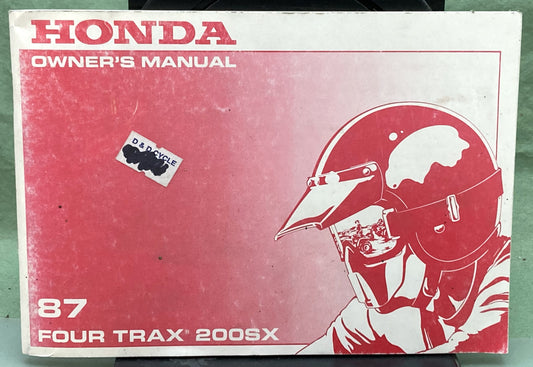 HONDA
OWNER'S MANUAL
D & D CYCLE
87
FOUR TRAX® 200SX